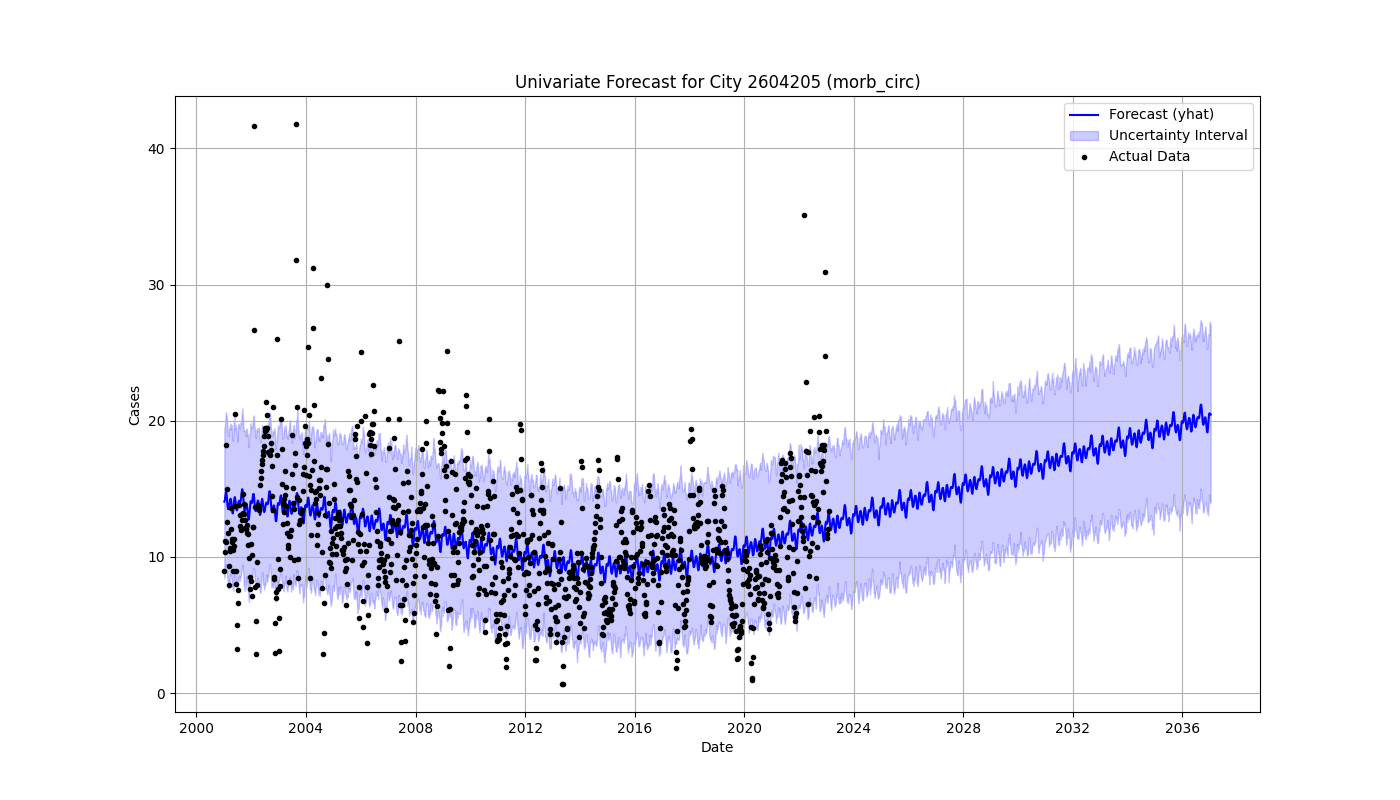 Univariate Forecast for City 2604205 (morb_circ)
Forecast (yhat)
Uncertainty Interval
Actual Data
40
30
20
10
0
Cases
2000 2004 2008 2012 2016 2020 2024 2028 2032 2036
Date